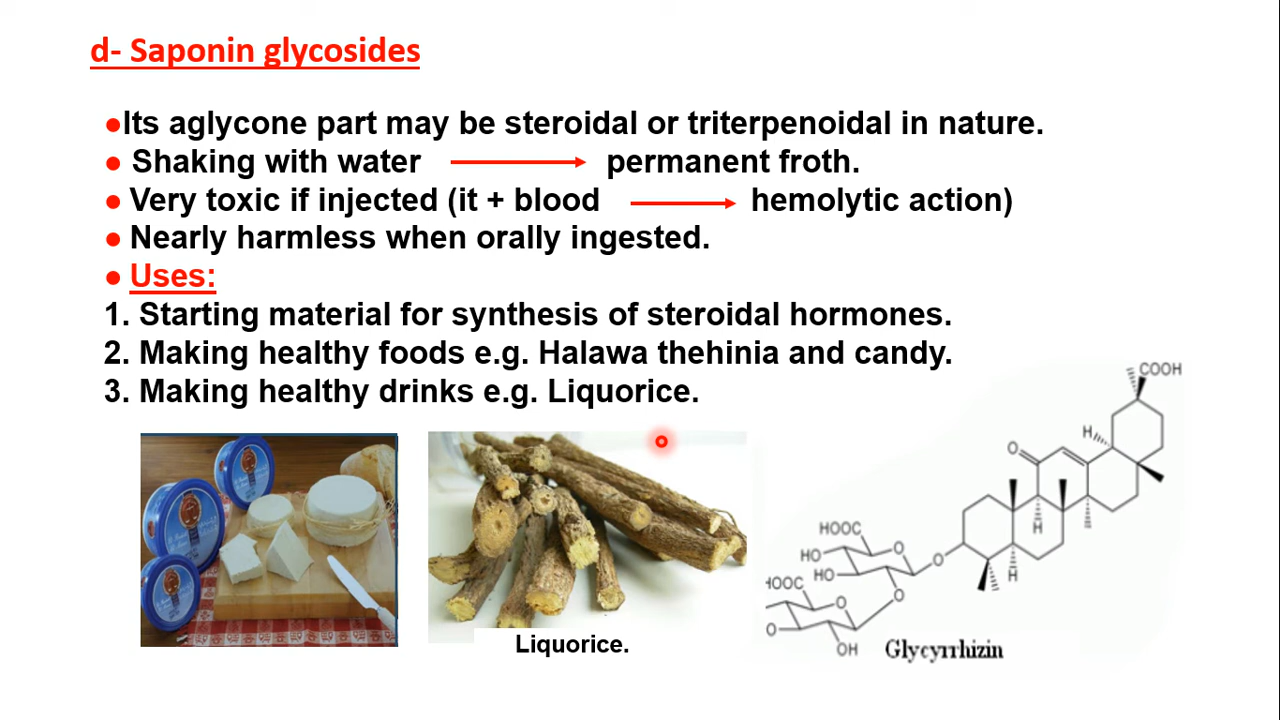 d- Saponin glycosides
●Its aglycone part may be steroidal or triterpenoidal in nature.
● Shaking with water → permanent froth.
● Very toxic if injected (it + blood → hemolytic action)
● Nearly harmless when orally ingested.
● Uses:
1. Starting material for synthesis of steroidal hormones.
2. Making healthy foods e.g. Halawa thehinia and candy.
3. Making healthy drinks e.g. Liquorice.
COOH
H
O
H
HOOC
O
HO
O
HO
H
HOOC
O
O
O
OH
Liquorice.
Glycyrrhizin